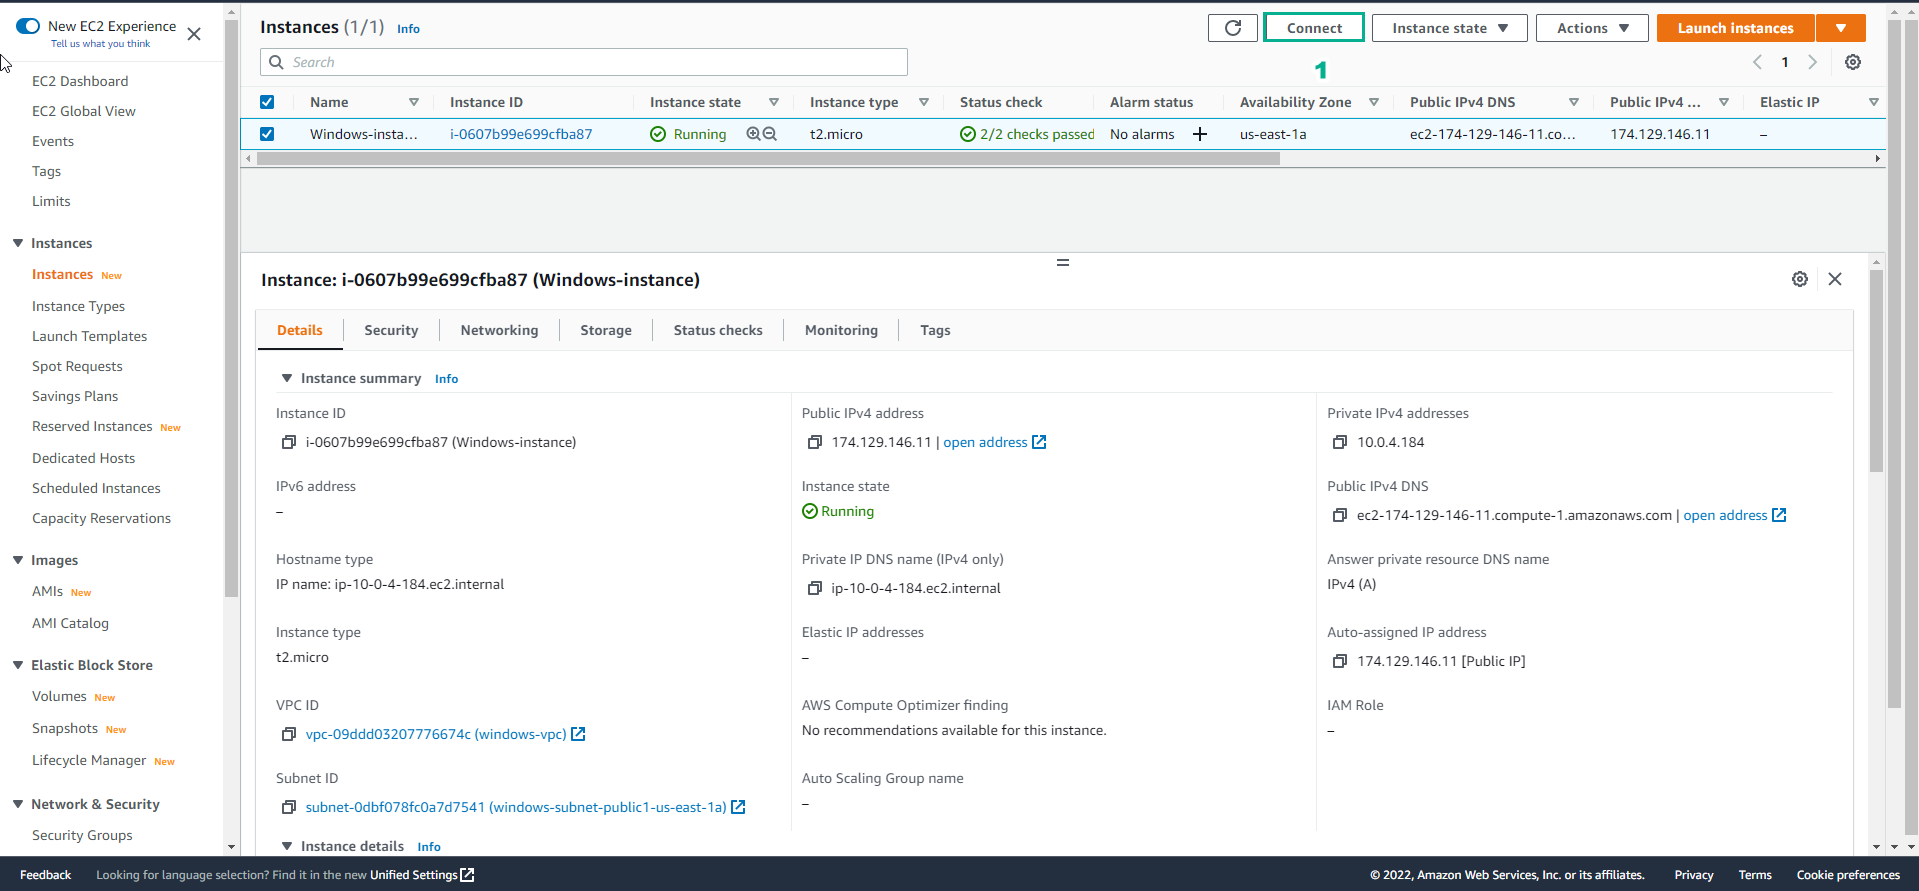 New EC2 Experience
Tell us what you think
EC2 Dashboard
EC2 Global View
Events
Tags
Limits
Instances
Instances New
Instance Types
Launch Templates
Spot Requests
Savings Plans
Reserved Instances New
Dedicated Hosts
Scheduled Instances
Capacity Reservations
Images
AMIs New
AMI Catalog
Elastic Block Store
Volumes New
Snapshots New
Lifecycle Manager New
Network & Security
Security Groups
Instances (1/1) Info
Connect Instance state Actions Launch instances
Search
1
1
Name Instance ID Instance state Instance type Status check Alarm status Availability Zone Public IPv4 DNS Public IPv4 ... Elastic IP
Windows-insta... i-0607b99e699cfba87 Running t2.micro 2/2 checks passed No alarms us-east-1a ec2-174-129-146-11.co... 174.129.146.11 –
Instance: i-0607b99e699cfba87 (Windows-instance)
Details Security Networking Storage Status checks Monitoring Tags
Instance summary Info
Instance ID Public IPv4 address Private IPv4 addresses
i-0607b99e699cfba87 (Windows-instance) 174.129.146.11 | open address 10.0.4.184
IPv6 address Instance state Public IPv4 DNS
– Running ec2-174-129-146-11.compute-1.amazonaws.com | open address
Hostname type Private IP DNS name (IPv4 only) Answer private resource DNS name
IP name: ip-10-0-4-184.ec2.internal ip-10-0-4-184.ec2.internal IPv4 (A)
Instance type Elastic IP addresses Auto-assigned IP address
t2.micro – 174.129.146.11 [Public IP]
VPC ID AWS Compute Optimizer finding IAM Role
vpc-09ddd03207776674c (windows-vpc) No recommendations available for this instance. –
Subnet ID Auto Scaling Group name
subnet-0dbf078fc0a7d7541 (windows-subnet-public1-us-east-1a) –
Instance details Info
Feedback Looking for language selection? Find it in the new Unified Settings © 2022, Amazon Web Services, Inc. or its affiliates. Privacy Terms Cookie preferences